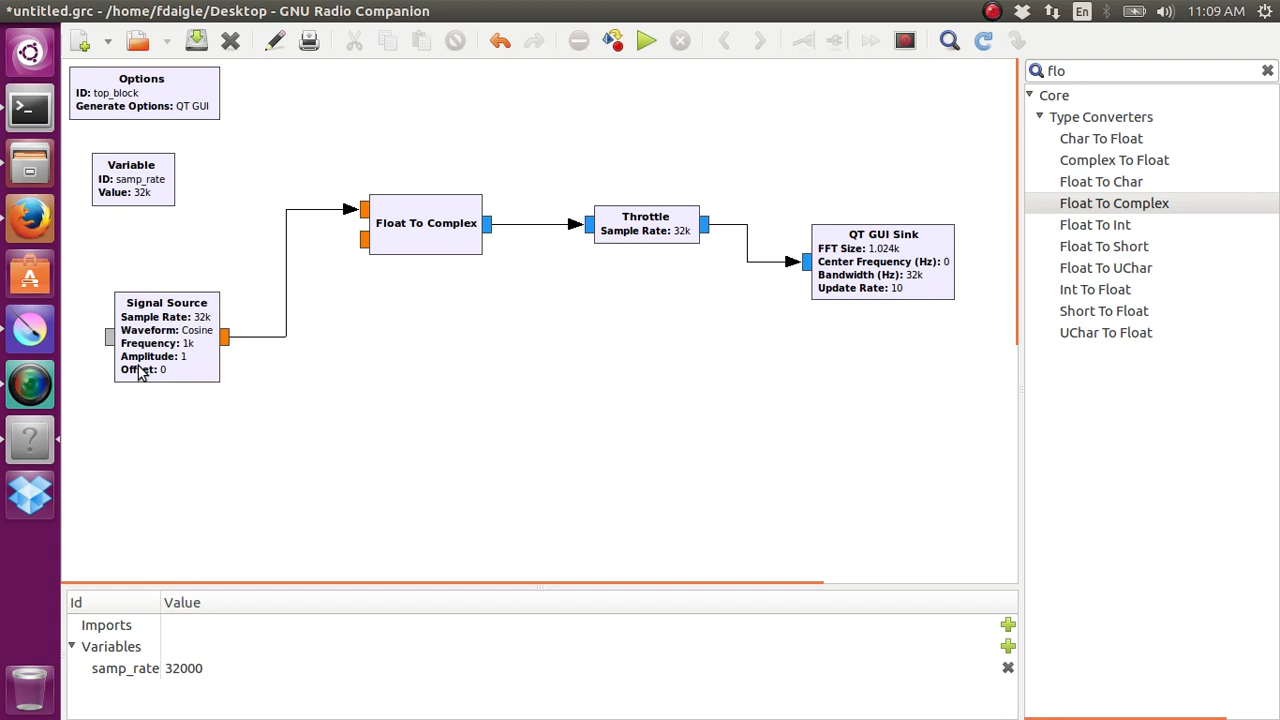 *untitled.grc - /home/fdaigle/Desktop - GNU Radio Companion
En
11:09 AM
Options
ID: top_block
Generate Options: QT GUI
Variable
ID: samp_rate
Value: 32k
Float To Complex
Throttle
Sample Rate: 32k
QT GUI Sink
FFT Size: 1.024k
Center Frequency (Hz): 0
Bandwidth (Hz): 32k
Update Rate: 10
Signal Source
Sample Rate: 32k
Waveform: Cosine
Frequency: 1k
Amplitude: 1
Offset: 0
flo
Core
Type Converters
Char To Float
Complex To Float
Float To Char
Float To Complex
Float To Int
Float To Short
Float To UChar
Int To Float
Short To Float
UChar To Float
Id Value
Imports
Variables
samp_rate 32000